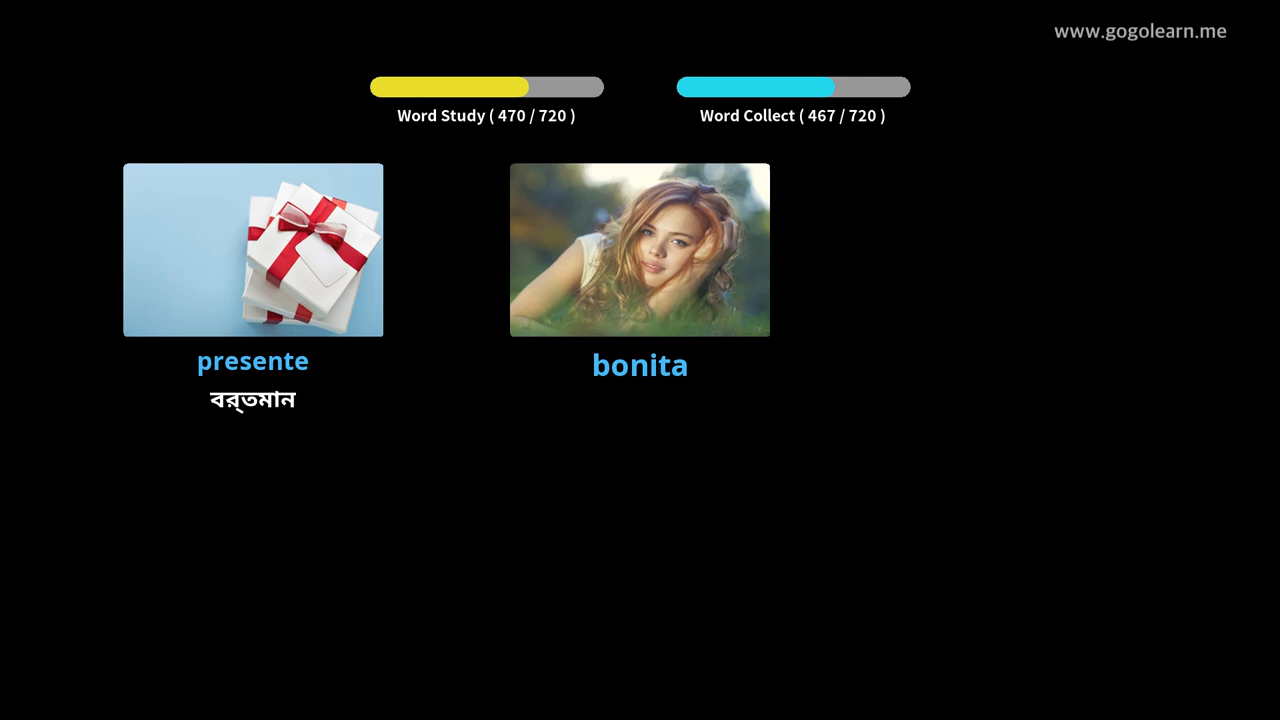 www.gogolearn.me
Word Study ( 470 / 720 )
Word Collect ( 467 / 720 )
presente
বর্তমান
bonita